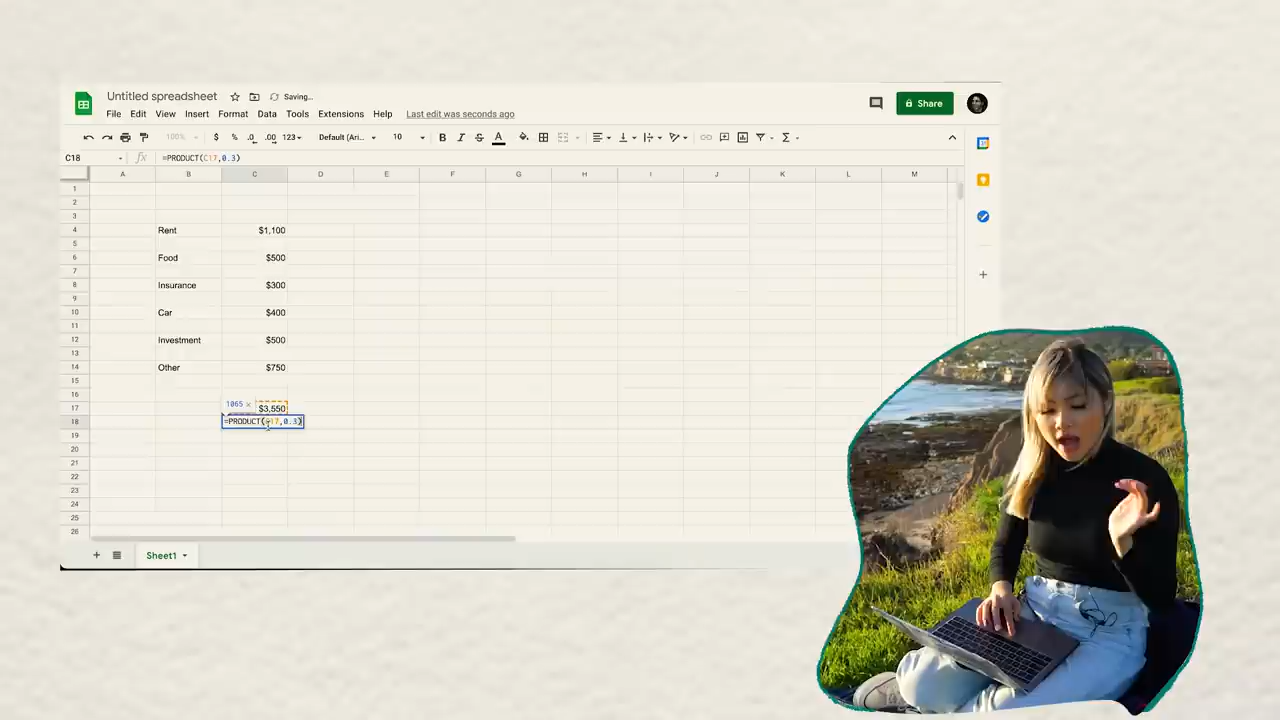 Untitled spreadsheet Saving...
File Edit View Insert Format Data Tools Extensions Help Last edit was seconds ago
Share
100% $ % .0 .00 123 Default (Ari... 10 B I S A
C18 fx =PRODUCT(C17,0.3)
A B C D E F G H I J K L M
1
2
3
4 Rent $1,100
5
6 Food $500
7
8 Insurance $300
9
10 Car $400
11
12 Investment $500
13
14 Other $750
15
16 1065 ×
17 $3,550
18 =PRODUCT(C17,0.3)
19
20
21
22
23
24
25
26
Sheet1